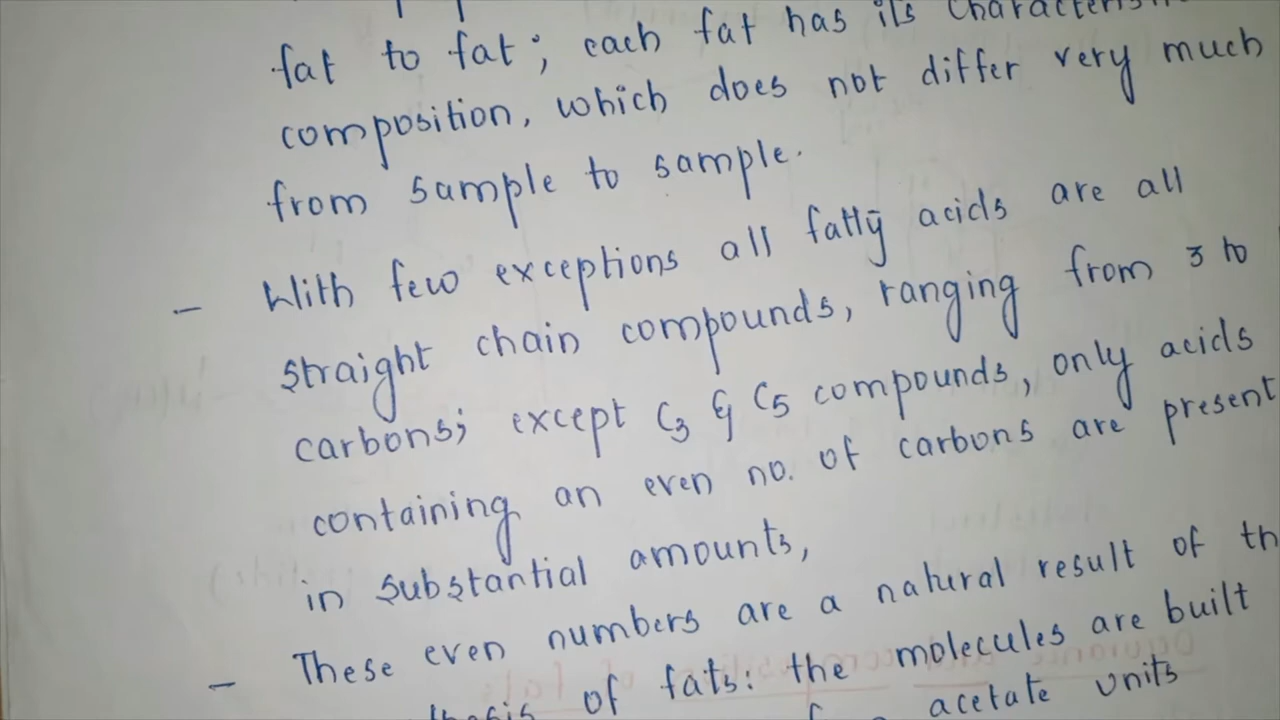 fat to fat; each fat has its
composition, which does not differ very much
from sample to sample.
- With few exceptions all fatty acids are all
straight chain compounds, ranging from 3 to
carbons; except C3 & C5 compounds, only acids
containing an even no. of carbons are present
in substantial amounts,
- These even numbers are a natural result of
of fats: the molecules are built
acetate units